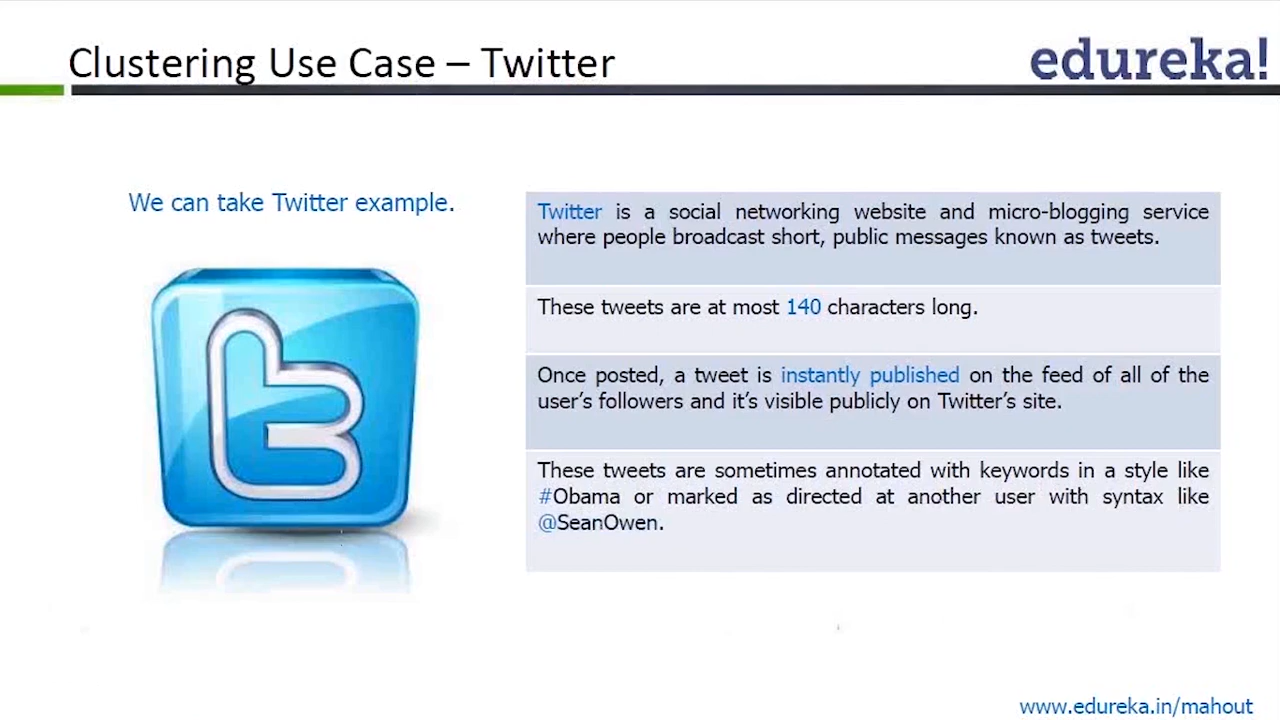 Clustering Use Case – Twitter
edureka!
We can take Twitter example.
Twitter is a social networking website and micro-blogging service
where people broadcast short, public messages known as tweets.
These tweets are at most 140 characters long.
Once posted, a tweet is instantly published on the feed of all of the
user’s followers and it’s visible publicly on Twitter’s site.
These tweets are sometimes annotated with keywords in a style like
#Obama or marked as directed at another user with syntax like
@SeanOwen.
www.edureka.in/mahout